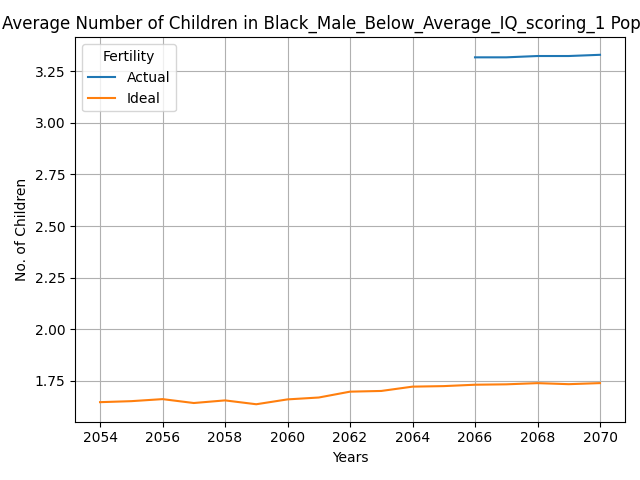 Average Number of Children in Black_Male_Below_Average_IQ_scoring_1 Pop
Fertility
Actual
Ideal
3.25
3.00
2.75
2.50
2.25
2.00
1.75
No. of Children
2054 2056 2058 2060 2062 2064 2066 2068 2070
Years